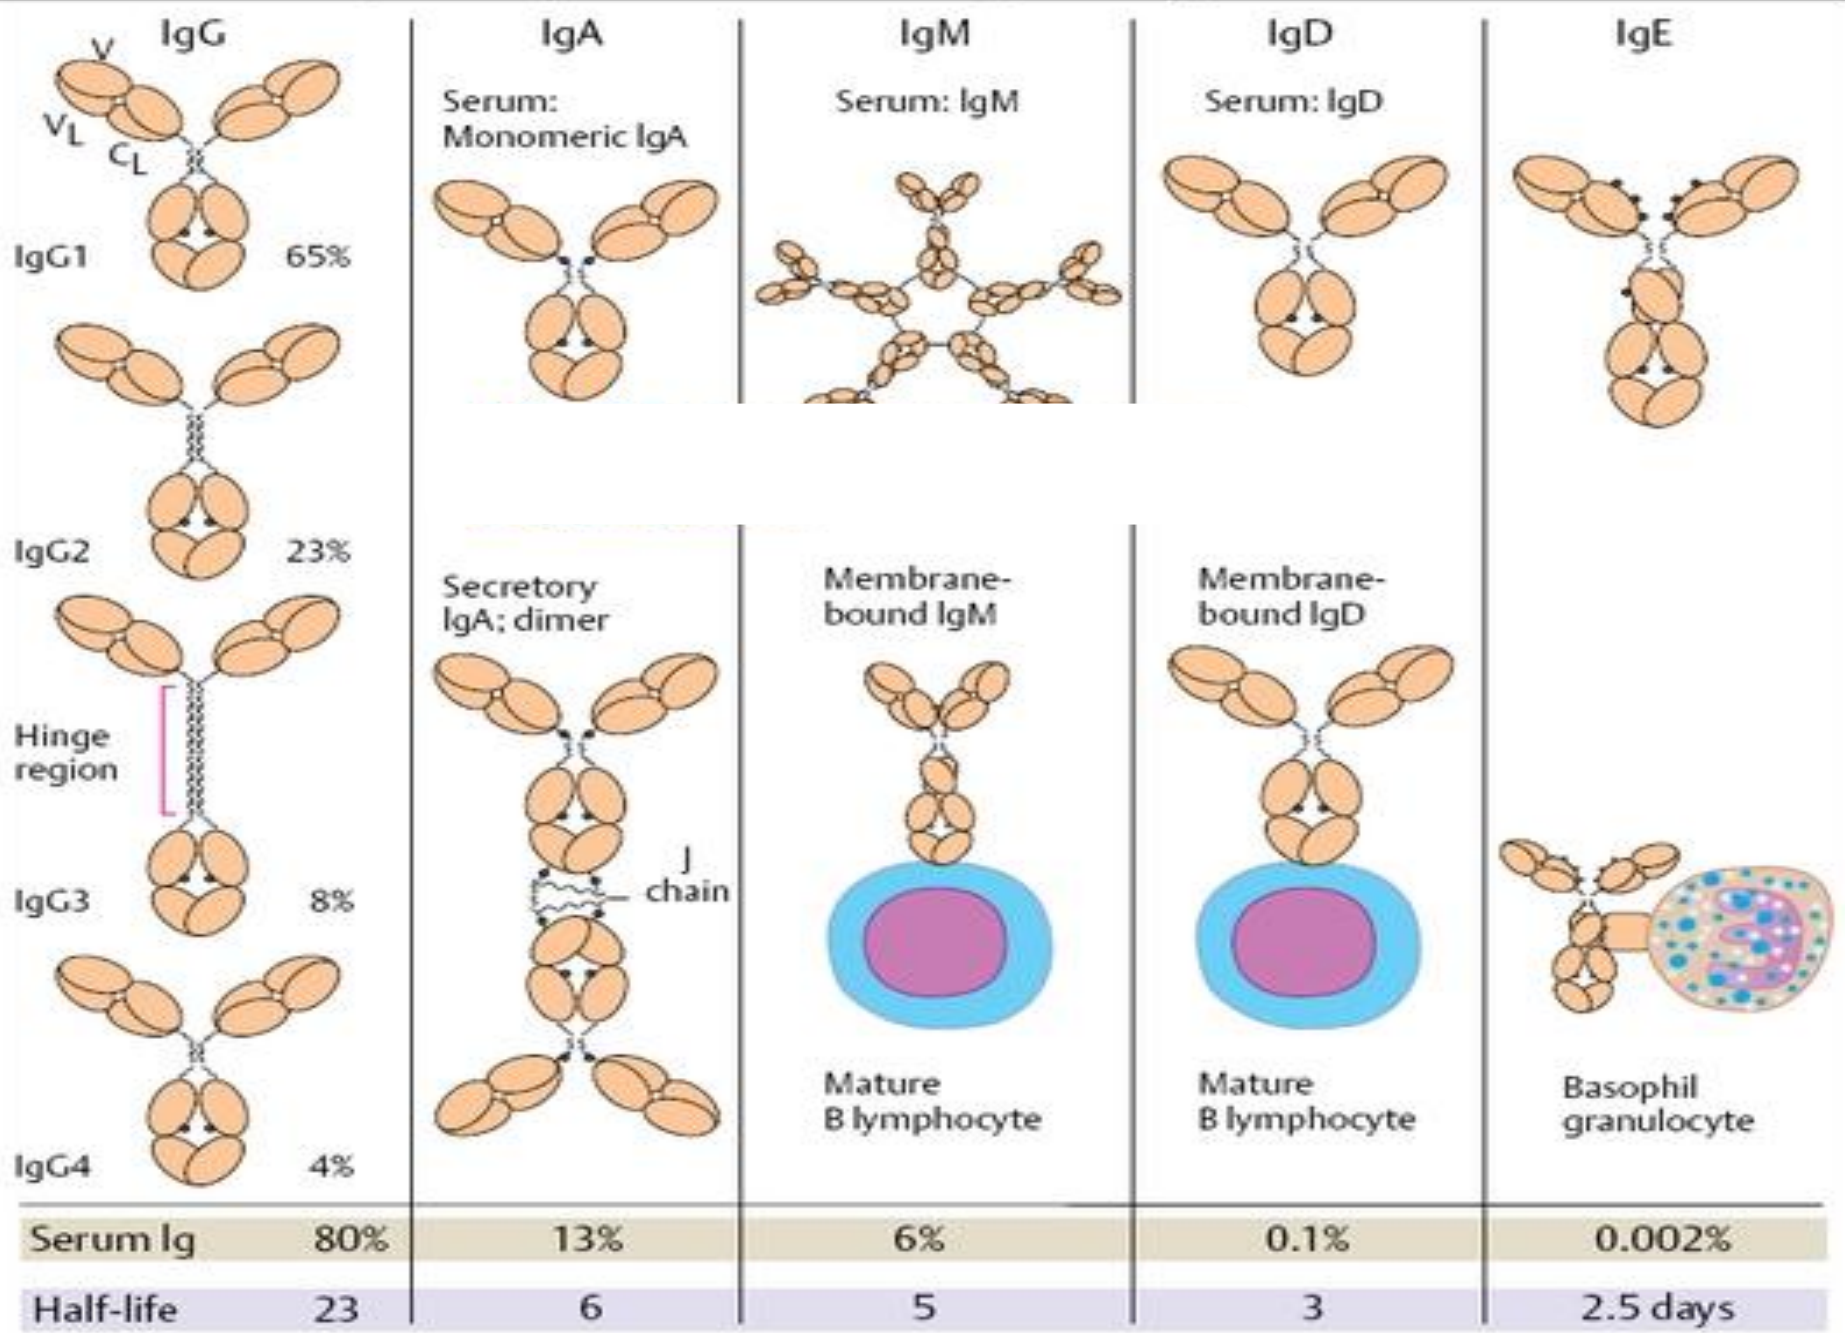 IgG
V
VL
CL
IgG1 65%
IgG2 23%
Hinge
region
IgG3 8%
IgG4 4%
IgA
Serum:
Monomeric IgA
Secretory
IgA; dimer
J
chain
IgM
Serum: IgM
Membrane-
bound IgM
Mature
B lymphocyte
IgD
Serum: IgD
Membrane-
bound IgD
Mature
B lymphocyte
IgE
Basophil
granulocyte
Serum Ig 80% 13% 6% 0.1% 0.002%
Half-life 23 6 5 3 2.5 days